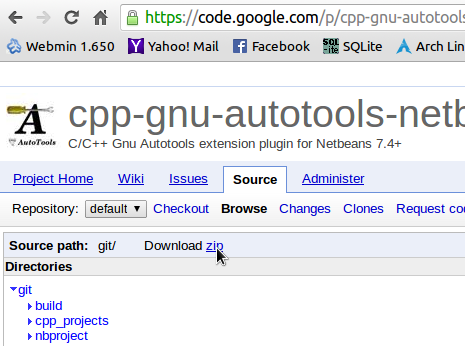 https://code.google.com/p/cpp-gnu-autotools
Webmin 1.650 Yahoo! Mail Facebook SQLite Arch Lin
cpp-gnu-autotools-netb
AutoTools
C/C++ Gnu Autotools extension plugin for Netbeans 7.4+
Project Home Wiki Issues Source Administer
Repository: default Checkout Browse Changes Clones Request cod
Source path: git/ Download zip
Directories
git
build
cpp_projects
nbproject